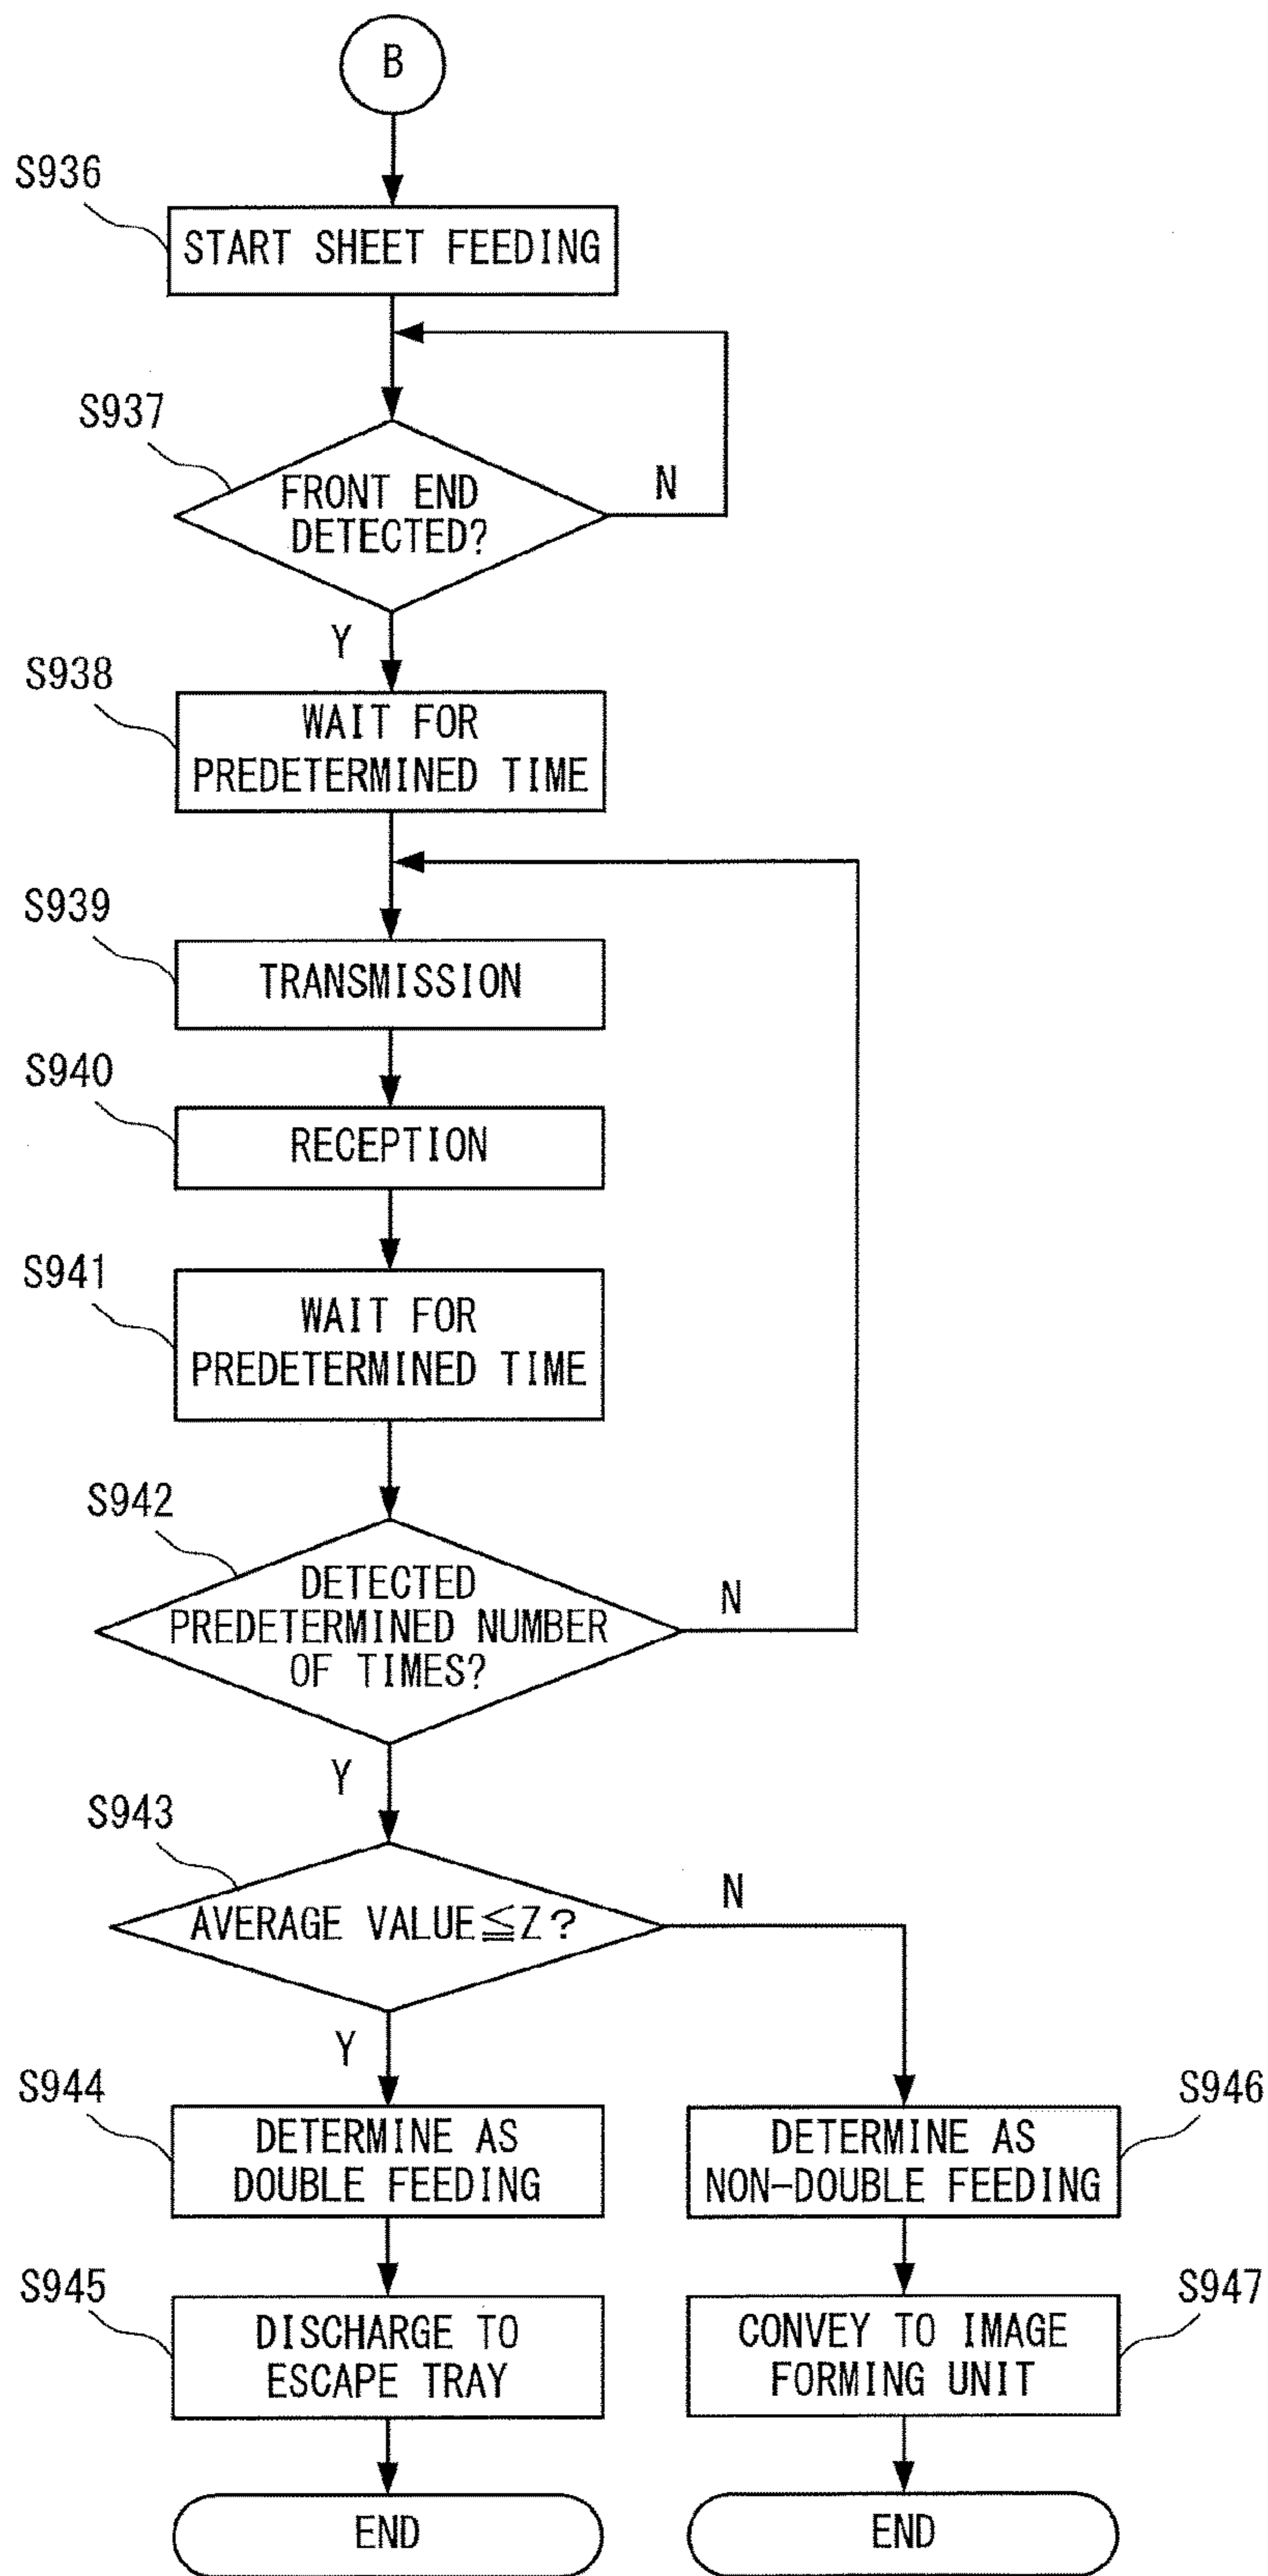 B
S936
START SHEET FEEDING
S937
FRONT END
DETECTED?
N
Y
S938
WAIT FOR
PREDETERMINED TIME
S939
TRANSMISSION
S940
RECEPTION
S941
WAIT FOR
PREDETERMINED TIME
S942
DETECTED
PREDETERMINED NUMBER
OF TIMES?
N
Y
S943
AVERAGE VALUE≦Z?
N
Y
S944
DETERMINE AS
DOUBLE FEEDING
S946
DETERMINE AS
NON-DOUBLE FEEDING
S945
DISCHARGE TO
ESCAPE TRAY
S947
CONVEY TO IMAGE
FORMING UNIT
END
END